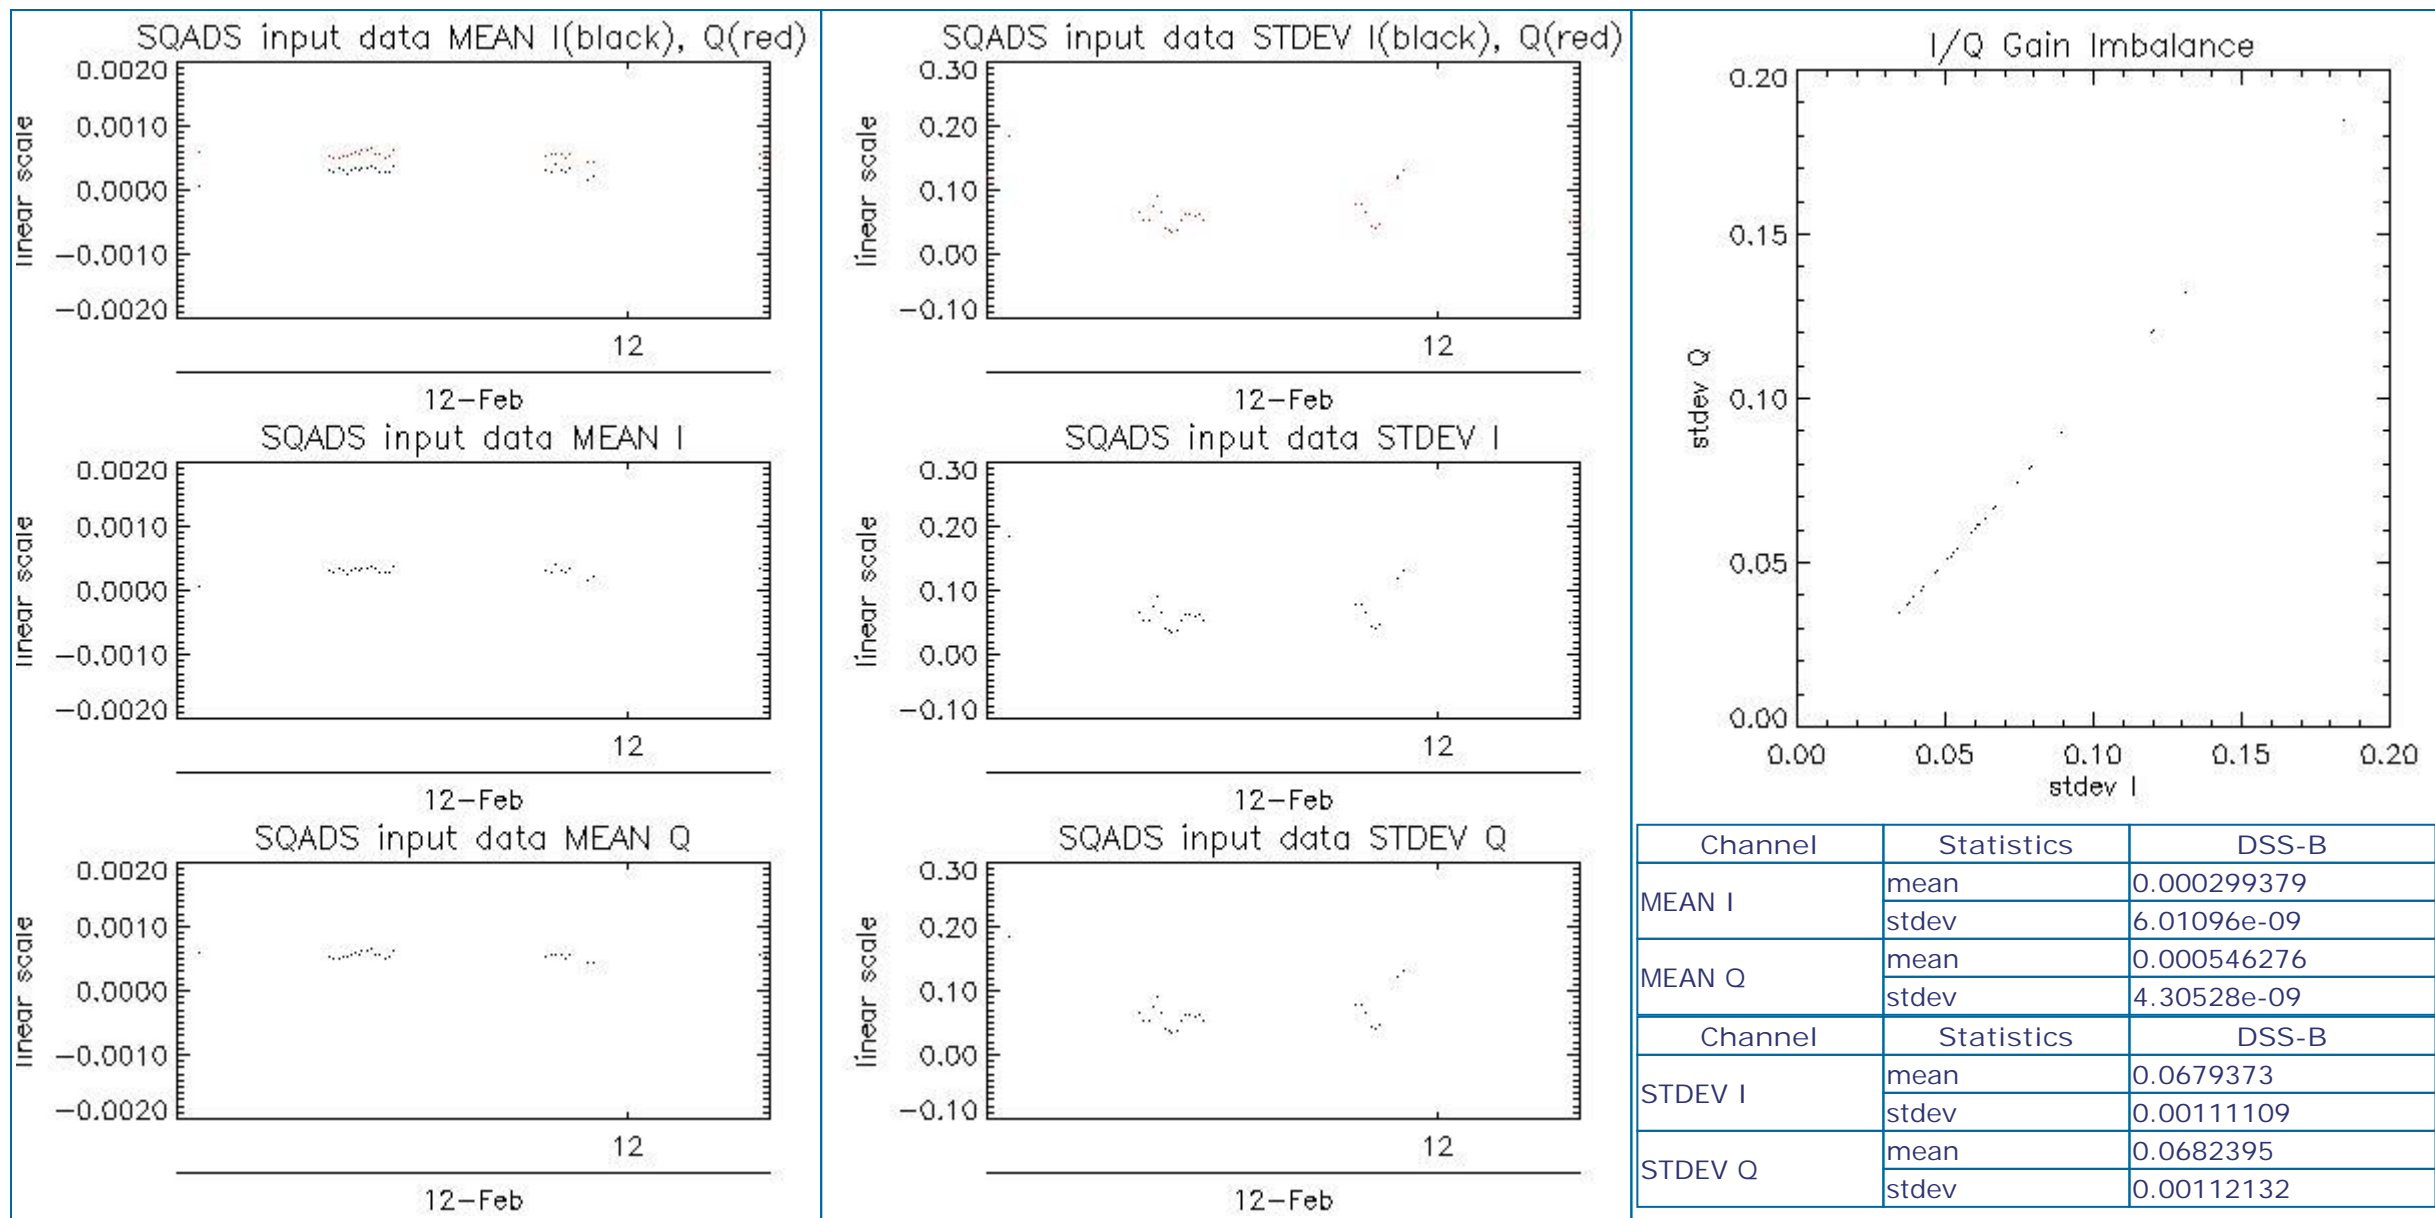 SQADS input data MEAN I(black), Q(red)
linear scale
0.0020
0.0010
0.0000
-0.0010
-0.0020
12
12-Feb
SQADS input data MEAN I
linear scale
0.0020
0.0010
0.0000
-0.0010
-0.0020
12
12-Feb
SQADS input data MEAN Q
linear scale
0.0020
0.0010
0.0000
-0.0010
-0.0020
12
12-Feb
SQADS input data STDEV I(black), Q(red)
linear scale
0.30
0.20
0.10
0.00
-0.10
12
12-Feb
SQADS input data STDEV I
linear scale
0.30
0.20
0.10
0.00
-0.10
12
12-Feb
SQADS input data STDEV Q
linear scale
0.30
0.20
0.10
0.00
-0.10
12
12-Feb
I/Q Gain Imbalance
stdev Q
0.20
0.15
0.10
0.05
0.00
0.00 0.05 0.10 0.15 0.20
stdev I
Channel Statistics DSS-B
MEAN I mean 0.000299379
stdev 6.01096e-09
MEAN Q mean 0.000546276
stdev 4.30528e-09
Channel Statistics DSS-B
STDEV I mean 0.0679373
stdev 0.00111109
STDEV Q mean 0.0682395
stdev 0.00112132